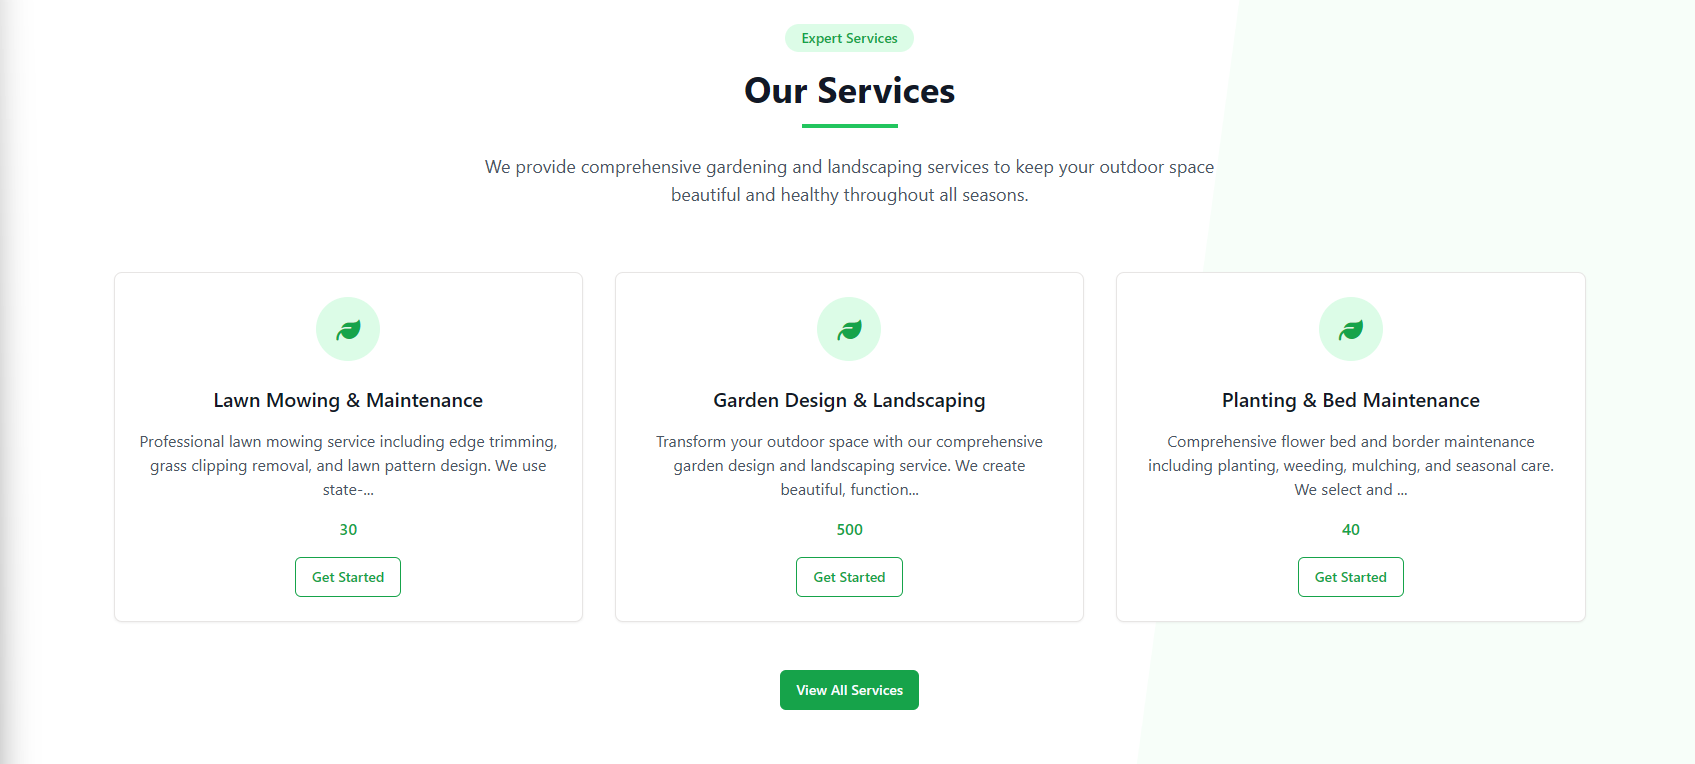 Expert Services
Our Services
We provide comprehensive gardening and landscaping services to keep your outdoor space
beautiful and healthy throughout all seasons.
Lawn Mowing & Maintenance
Professional lawn mowing service including edge trimming,
grass clipping removal, and lawn pattern design. We use
state-...
30
Get Started
Garden Design & Landscaping
Transform your outdoor space with our comprehensive
garden design and landscaping service. We create
beautiful, function...
500
Get Started
Planting & Bed Maintenance
Comprehensive flower bed and border maintenance
including planting, weeding, mulching, and seasonal care.
We select and ...
40
Get Started
View All Services